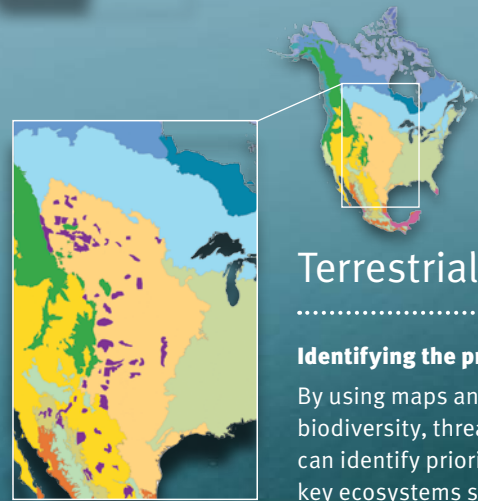 Terrestrial
Identifying the pr
By using maps an
biodiversity, threa
can identify priori
key ecosystems s